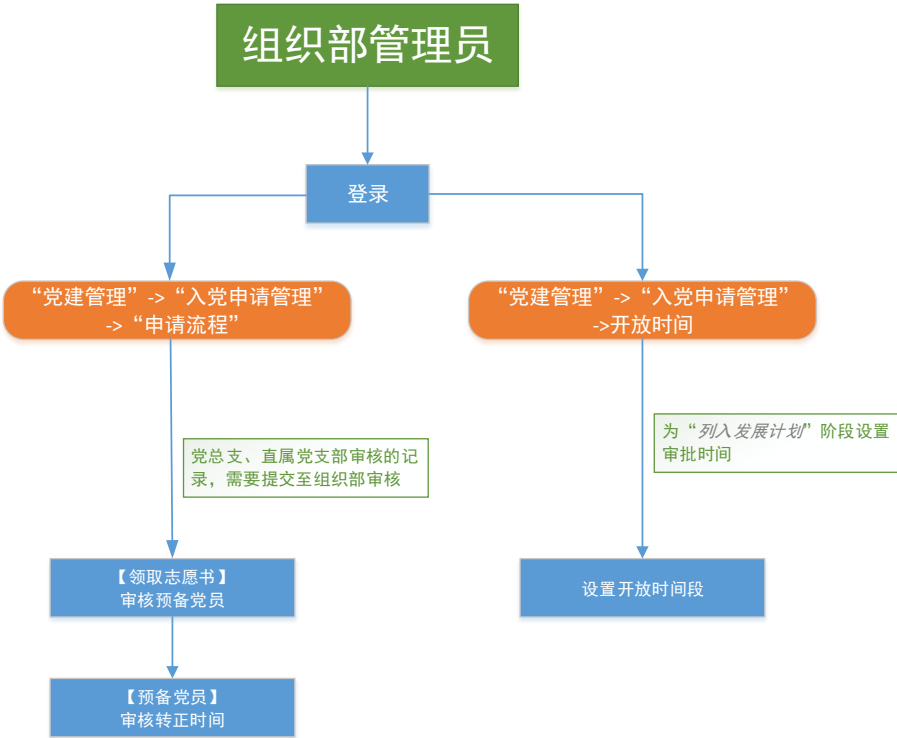 组织部管理员
登录
“党建管理” -> “入党申请管理”
-> “申请流程”
“党建管理” -> “入党申请管理”
->开放时间
党总支、直属党支部审核的记
录，需要提交至组织部审核
为“列入发展计划”阶段设置
审批时间
【领取志愿书】
审核预备党员
设置开放时间段
【预备党员】
审核转正时间